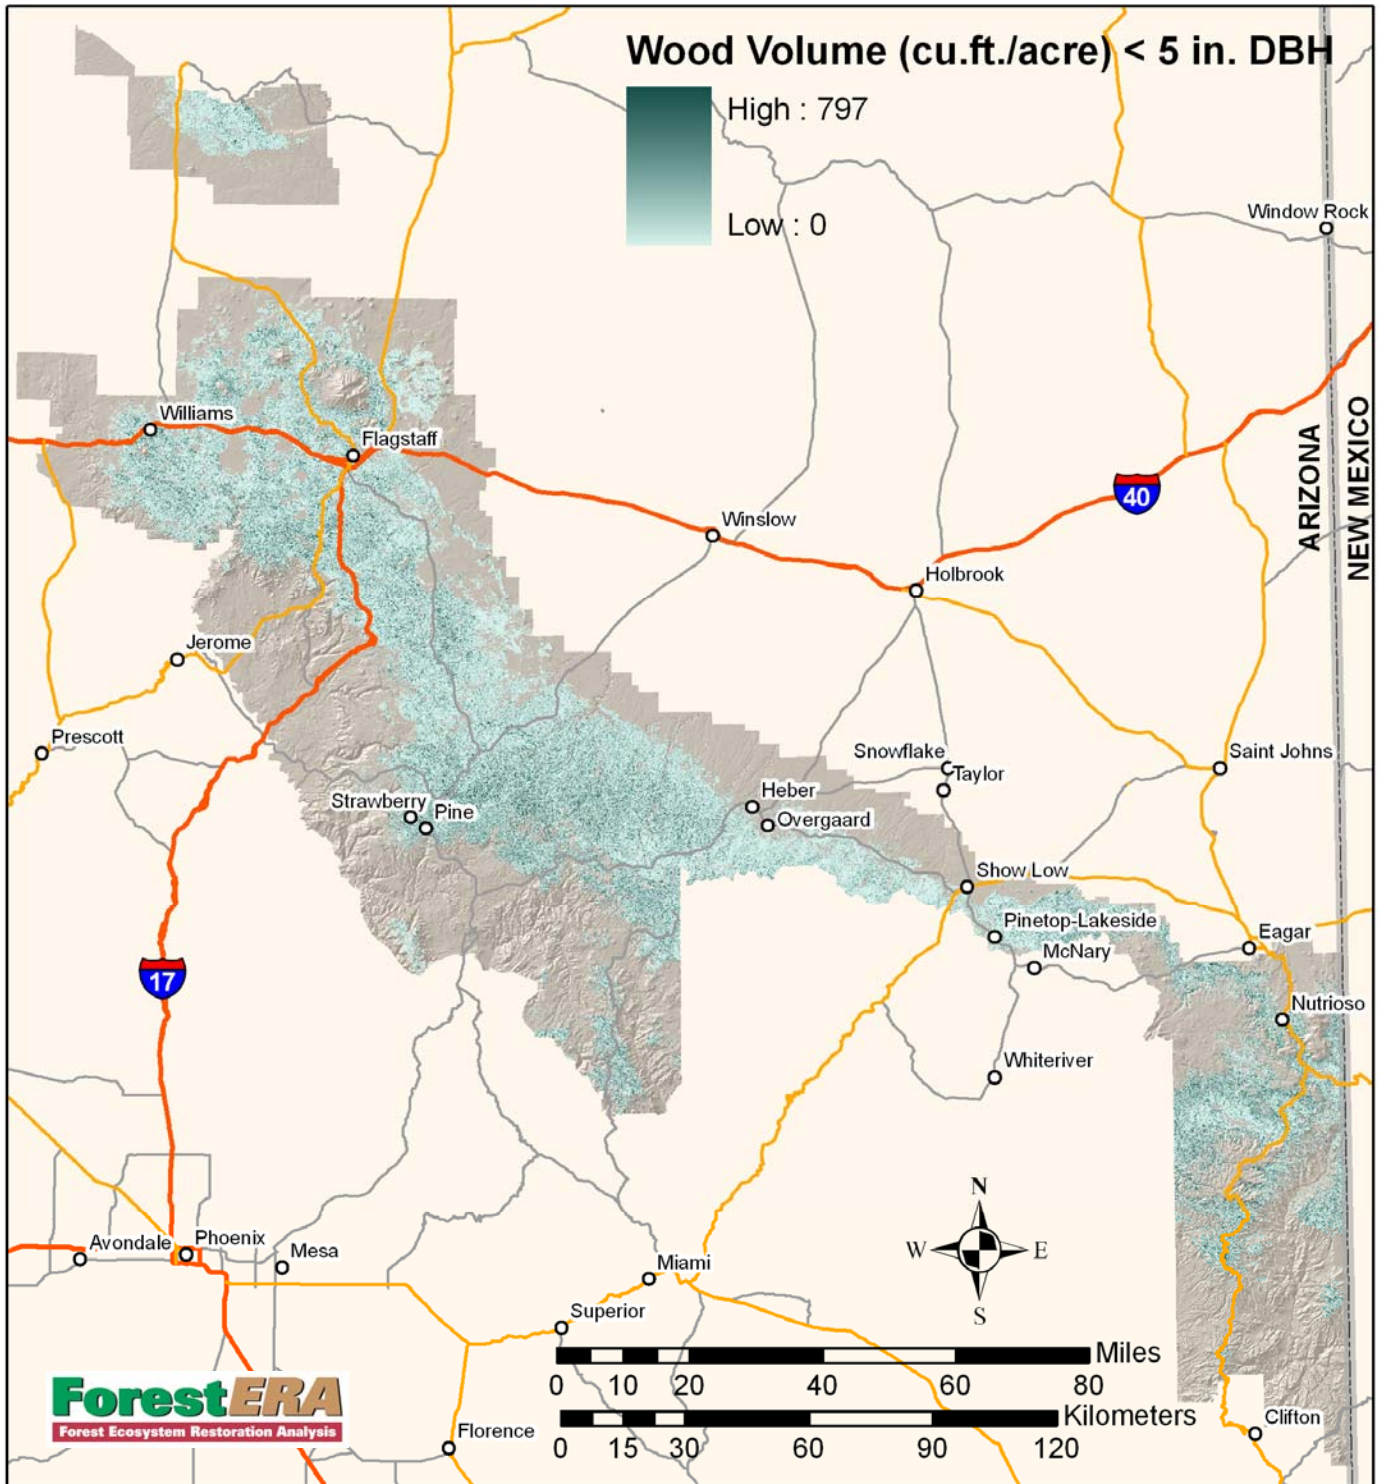 Wood Volume (cu.ft./acree) < 5 in. DBH
High : 797
Low : 0
Window Rock
Williams
Flagstaff
ARIZONA
NEW MEXICO
40
Winslow
Holbrook
Jerome
Prescott
Snowflake
Taylor
Saint Johns
Heber
Strawberry
Pine
Overgaard
Show Low
Pinetop-Lakeside
Eagar
McNary
17
Nutrioso
Whiteriver
N
W
E
S
Avondale
Phoenix
Mesa
Miami
Superior
Miles
0 10 20 40 60 80
Kilometers
0 15 30 60 90 120
ForestERA
Forest Ecosystem Restoration Analysis
Florence
Clifton